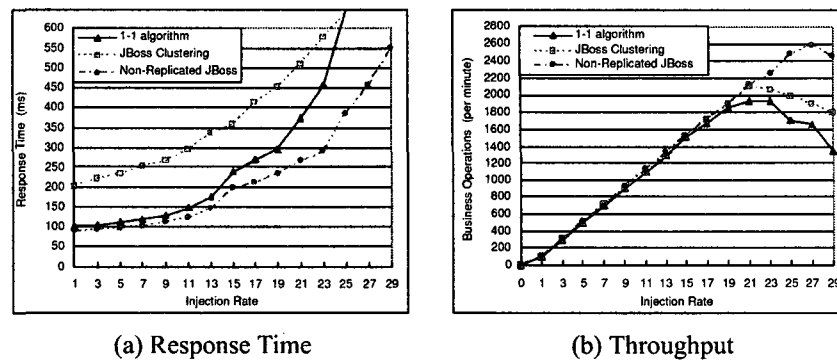 600
550
500
450
400
350
300
250
200
150
100
50
0
Response Time (ms)
1-1 algorithm
JBoss Clustering
Non-Replicated JBoss
1 3 5 7 9 11 13 15 17 19 21 23 25 27 29
Injection Rate
(a) Response Time
2800
2600
2400
2200
2000
1800
1600
1400
1200
1000
800
600
400
200
0
Business Operations (per minute)
1-1 algorithm
JBoss Clustering
Non-Replicated JBoss
0 1 3 5 7 9 11 13 15 17 19 21 23 25 27 29
Injection Rate
(b) Throughput